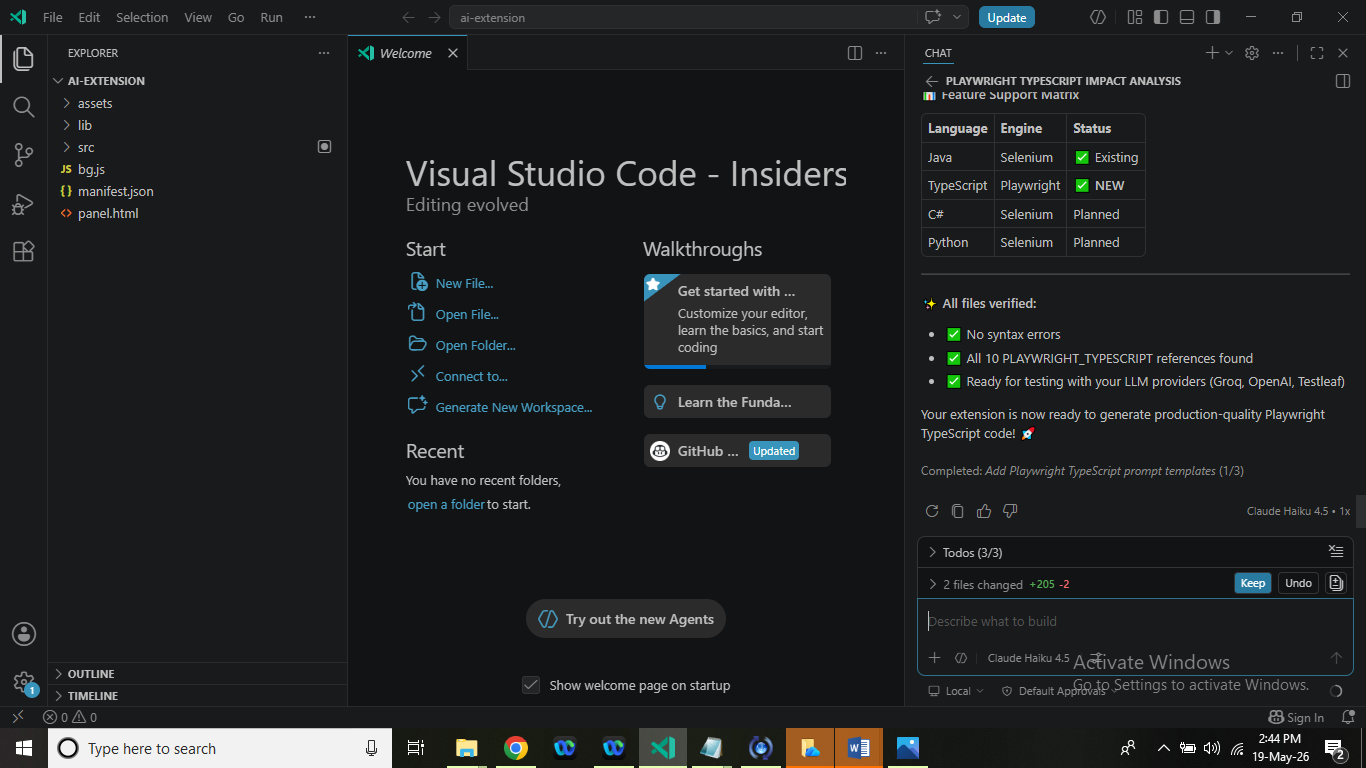 File Edit Selection View Go Run ···
ai-extension
Update
EXPLORER ···
AI-EXTENSION
assets
lib
src
JS bg.js
{} manifest.json
<> panel.html
OUTLINE
TIMELINE
Welcome
Visual Studio Code - Insiders
Editing evolved
Start
New File...
Open File...
Open Folder...
Connect to...
Generate New Workspace...
Recent
You have no recent folders,
open a folder to start.
Walkthroughs
Get started with ...
Customize your editor,
learn the basics, and start
coding
Learn the Funda...
GitHub ... Updated
Try out the new Agents
Show welcome page on startup
CHAT
PLAYWRIGHT TYPESCRIPT IMPACT ANALYSIS
Feature Support Matrix
Language Engine Status
Java Selenium ✅ Existing
TypeScript Playwright ✅ NEW
C# Selenium Planned
Python Selenium Planned
✨ All files verified:
• ✅ No syntax errors
• ✅ All 10 PLAYWRIGHT_TYPESCRIPT references found
• ✅ Ready for testing with your LLM providers (Groq, OpenAI, Testleaf)
Your extension is now ready to generate production-quality Playwright
TypeScript code! 🚀
Completed: Add Playwright TypeScript prompt templates (1/3)
Claude Haiku 4.5 • 1x
Todos (3/3)
2 files changed +205 -2
Keep Undo
Describe what to build
Claude Haiku 4.5
Activate Windows
Go to Settings to activate Windows.
Local Default Approvals
1
0 0
Sign In
Type here to search
2:44 PM
19-May-26
2